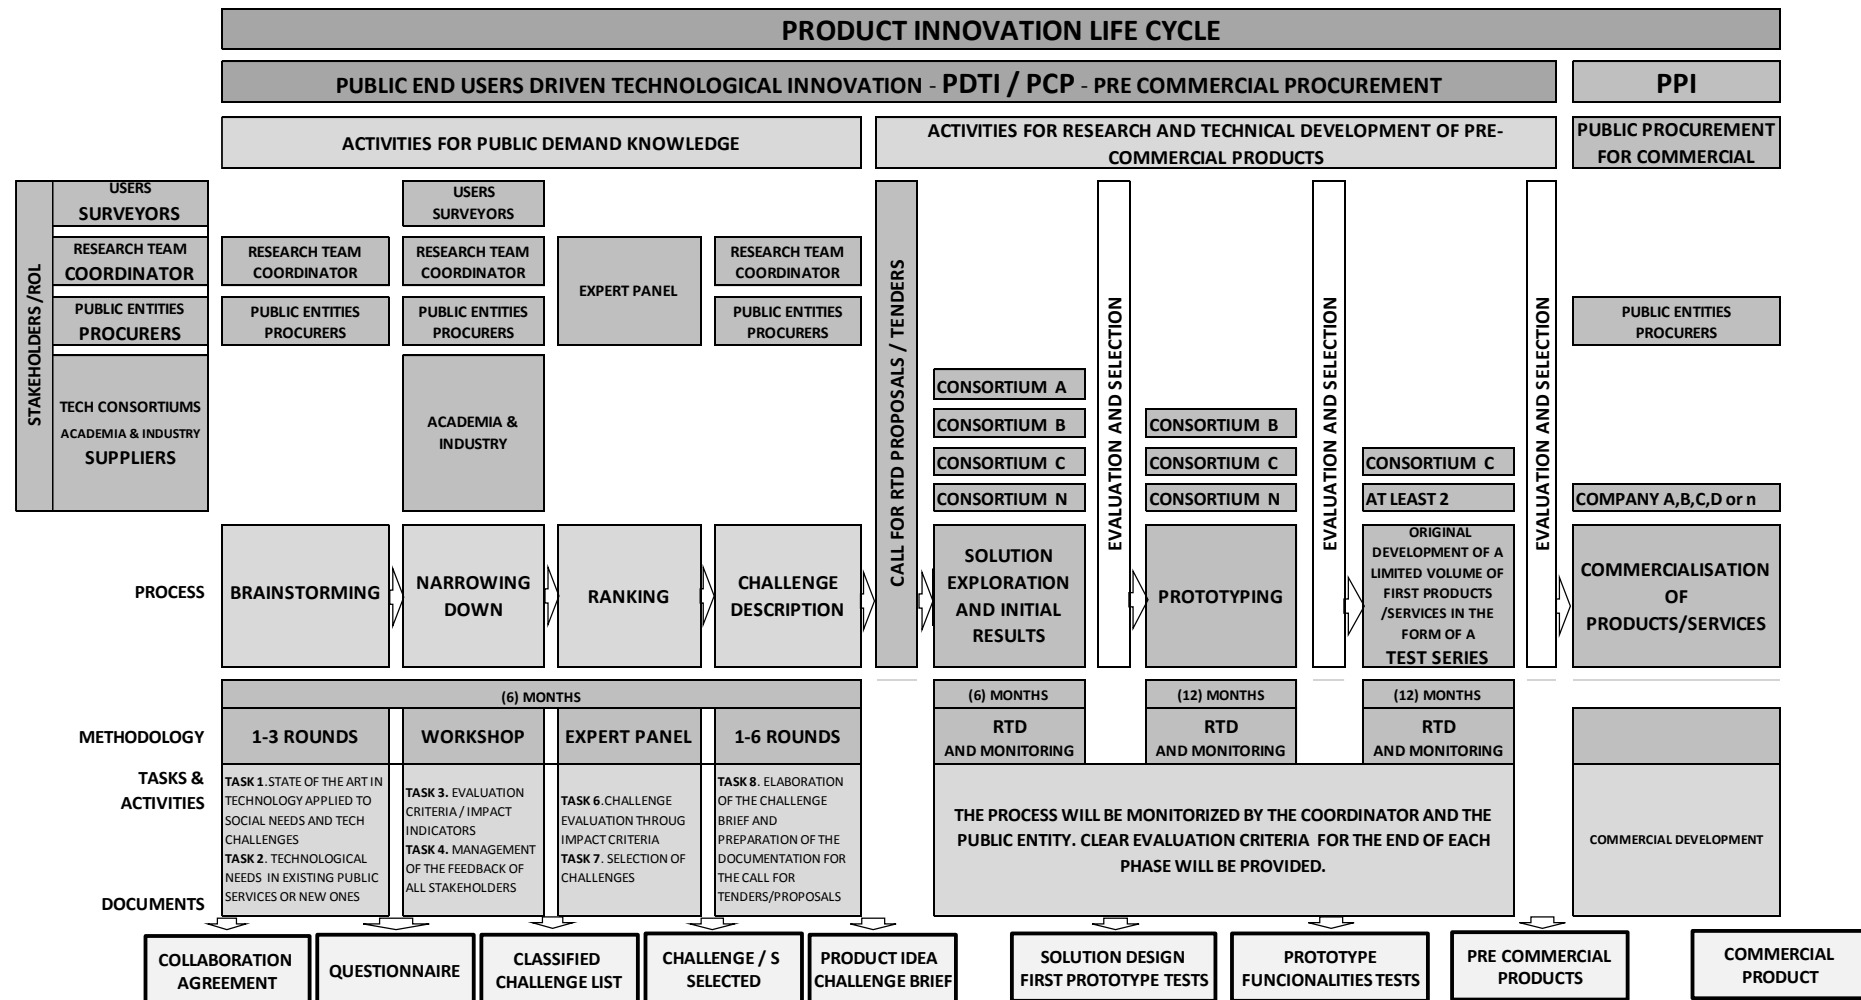 PRODUCT INNOVATION LIFE CYCLE
PUBLIC END USERS DRIVEN TECHNOLOGICAL INNOVATION - PDTI / PCP - PRE COMMERCIAL PROCUREMENT
PPI
ACTIVITIES FOR PUBLIC DEMAND KNOWLEDGE
ACTIVITIES FOR RESEARCH AND TECHNICAL DEVELOPMENT OF PRE-
COMMERCIAL PRODUCTS
PUBLIC PROCUREMENT
FOR COMMERCIAL
STAKEHOLDERS /ROL
USERS
SURVEYORS
RESEARCH TEAM
COORDINATOR
PUBLIC ENTITIES
PROCURERS
TECH CONSORTIUMS
ACADEMIA & INDUSTRY
SUPPLIERS
RESEARCH TEAM
COORDINATOR
PUBLIC ENTITIES
PROCURERS
USERS
SURVEYORS
RESEARCH TEAM
COORDINATOR
PUBLIC ENTITIES
PROCURERS
ACADEMIA &
INDUSTRY
EXPERT PANEL
RESEARCH TEAM
COORDINATOR
PUBLIC ENTITIES
PROCURERS
CALL FOR RTD PROPOSALS / TENDERS
CONSORTIUM A
CONSORTIUM B
CONSORTIUM C
CONSORTIUM N
EVALUATION AND SELECTION
CONSORTIUM B
CONSORTIUM C
CONSORTIUM N
EVALUATION AND SELECTION
CONSORTIUM C
AT LEAST 2
EVALUATION AND SELECTION
PUBLIC ENTITIES
PROCURERS
COMPANY A,B,C,D or n
PROCESS
BRAINSTORMING
NARROWING
DOWN
RANKING
CHALLENGE
DESCRIPTION
SOLUTION
EXPLORATION
AND INITIAL
RESULTS
PROTOTYPING
ORIGINAL
DEVELOPMENT OF A
LIMITED VOLUME OF
FIRST PRODUCTS
/SERVICES IN THE
FORM OF A
TEST SERIES
COMMERCIALISATION
OF
PRODUCTS/SERVICES
(6) MONTHS
(6) MONTHS
(12) MONTHS
(12) MONTHS
METHODOLOGY
1-3 ROUNDS
WORKSHOP
EXPERT PANEL
1-6 ROUNDS
RTD
AND MONITORING
RTD
AND MONITORING
RTD
AND MONITORING
TASKS &
ACTIVITIES
TASK 1.STATE OF THE ART IN
TECHNOLOGY APPLIED TO
SOCIAL NEEDS AND TECH
CHALLENGES
TASK 2. TECHNOLOGICAL
NEEDS IN EXISTING PUBLIC
SERVICES OR NEW ONES
TASK 3. EVALUATION
CRITERIA / IMPACT
INDICATORS
TASK 4. MANAGEMENT
OF THE FEEDBACK OF
ALL STAKEHOLDERS
TASK 6.CHALLENGE
EVALUATION THROUG
IMPACT CRITERIA
TASK 7. SELECTION OF
CHALLENGES
TASK 8. ELABORATION
OF THE CHALLENGE
BRIEF AND
PREPARATION OF THE
DOCUMENTATION FOR
THE CALL FOR
TENDERS/PROPOSALS
THE PROCESS WILL BE MONITORIZED BY THE COORDINATOR AND THE
PUBLIC ENTITY. CLEAR EVALUATION CRITERIA FOR THE END OF EACH
PHASE WILL BE PROVIDED.
COMMERCIAL DEVELOPMENT
DOCUMENTS
COLLABORATION
AGREEMENT
QUESTIONNAIRE
CLASSIFIED
CHALLENGE LIST
CHALLENGE / S
SELECTED
PRODUCT IDEA
CHALLENGE BRIEF
SOLUTION DESIGN
FIRST PROTOTYPE TESTS
PROTOTYPE
FUNCIONALITIES TESTS
PRE COMMERCIAL
PRODUCTS
COMMERCIAL
PRODUCT